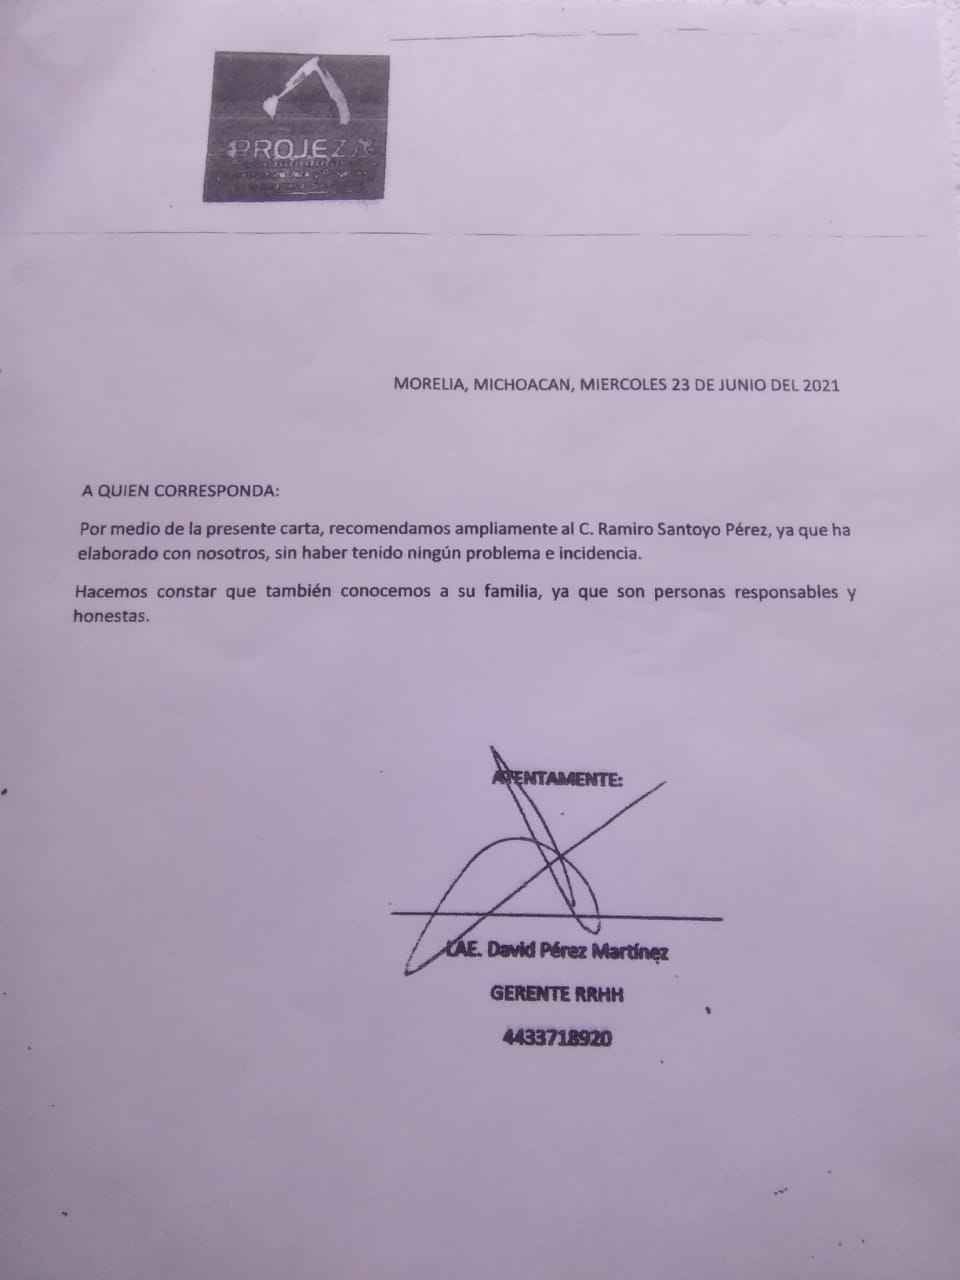 PROJEZA
MORELIA, MICHOACAN, MIERCOLES 23 DE JUNIO DEL 2021
A QUIEN CORRESPONDA:
Por medio de la presente carta, recomendamos ampliamente al C. Ramiro Santoyo Pérez, ya que ha
elaborado con nosotros, sin haber tenido ningún problema e incidencia.
Hacemos constar que también conocemos a su familia, ya que son personas responsables y
honestas.
ATENTAMENTE:
LAE. David Pérez Martínez
GERENTE RRHH
4433718920